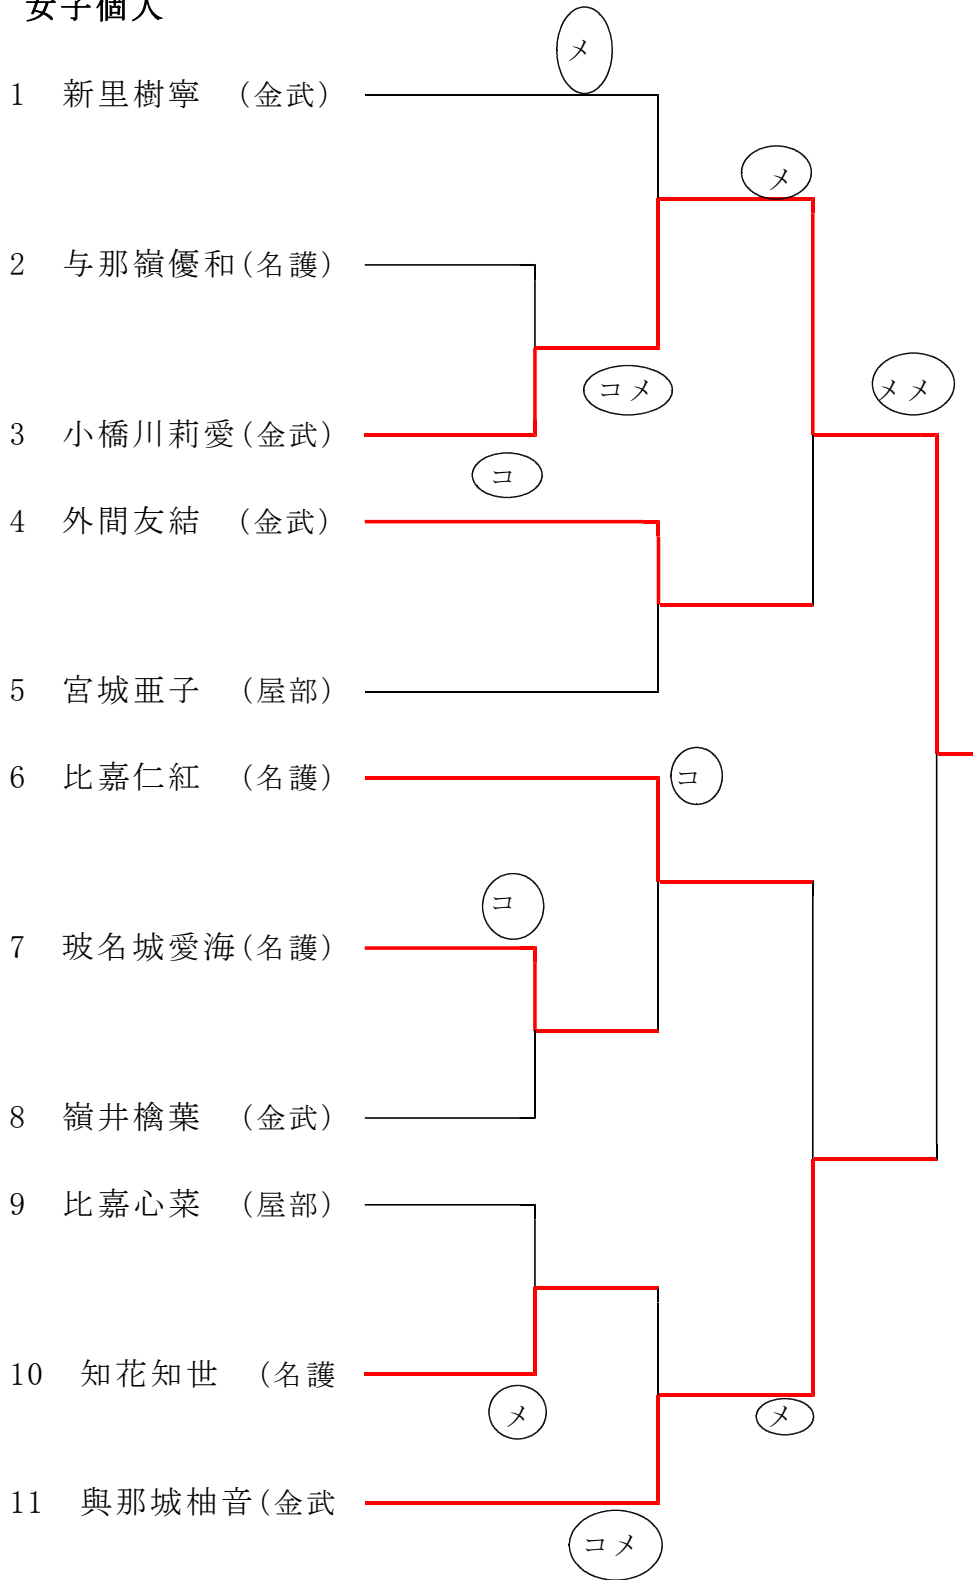 女子個人
メ
1 新里樹寧 (金武)
メ
2 与那嶺優和(名護)
メメ
コメ
3 小橋川莉愛(金武)
コ
4 外間友結 (金武)
5 宮城亜子 (屋部)
6 比嘉仁紅 (名護)
コ
コ
7 玻名城愛海(名護)
8 嶺井檎葉 (金武)
9 比嘉心菜 (屋部)
10 知花知世 (名護
メ
メ
11 與那城柚音(金武
コメ